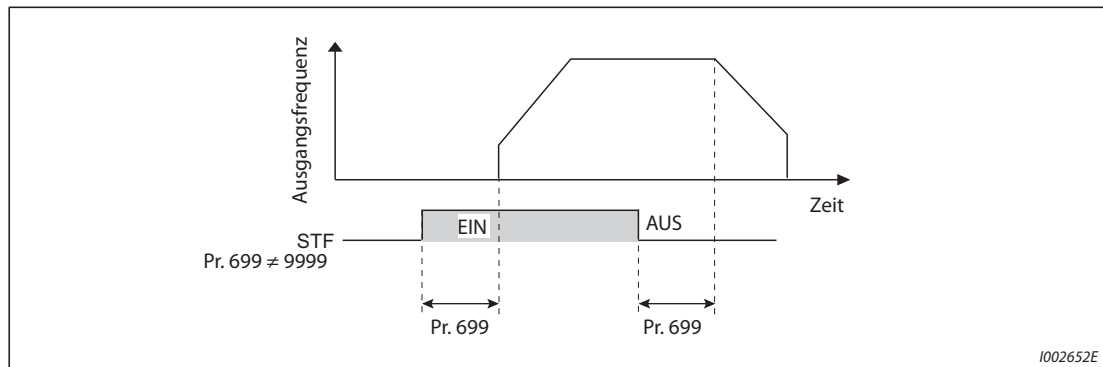 Ausgangsfrequenz
Zeit
EIN
AUS
STF
Pr. 699 ≠ 9999
Pr. 699
Pr. 699
I002652E